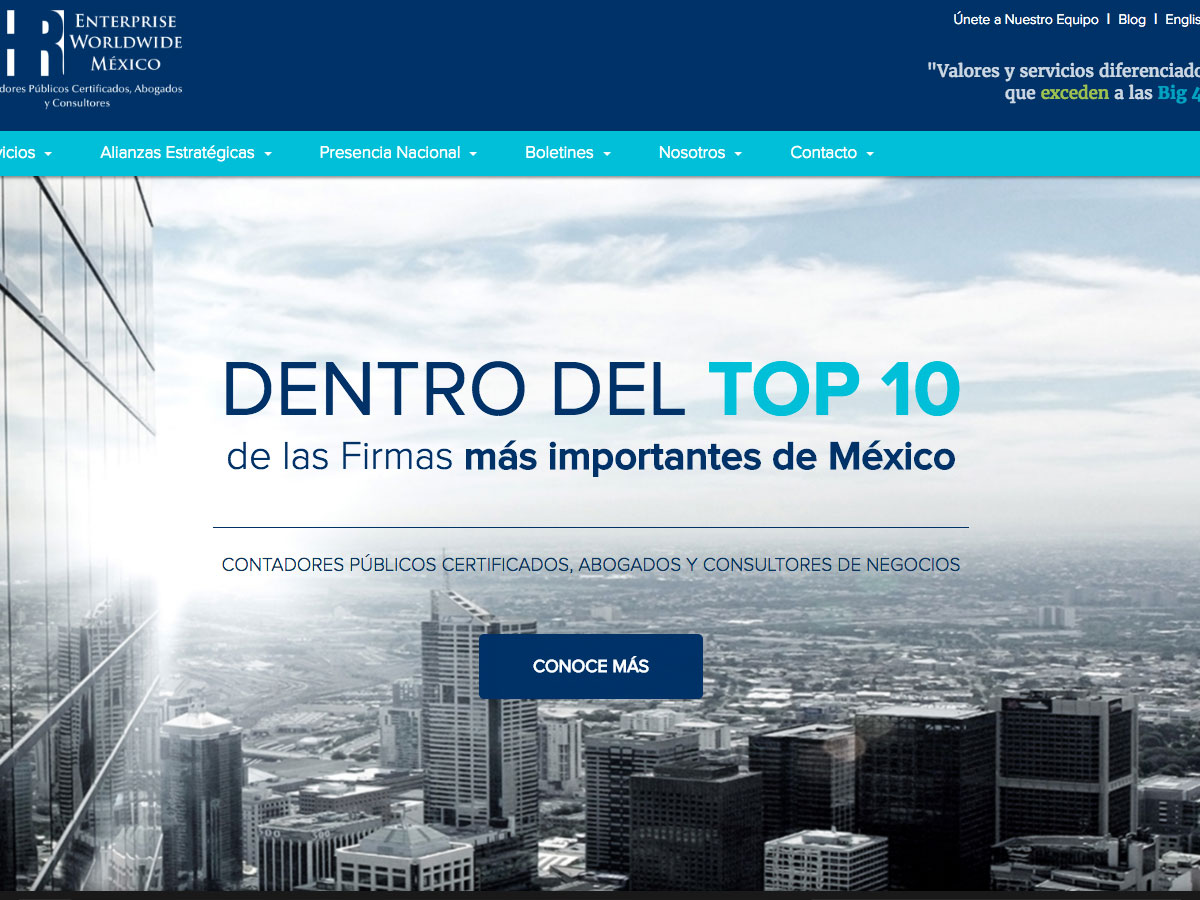 HR ENTERPRISE
WORLDWIDE
MÉXICO
dores Públicos Certificados, Abogados
y Consultores
Únete a Nuestro Equipo | Blog | Englis
"Valores y servicios diferenciado
que exceden a las Big 4
vicios
Alianzas Estratégicas
Presencia Nacional
Boletines
Nosotros
Contacto
DENTRO DEL TOP 10
de las Firmas más importantes de México
CONTADORES PÚBLICOS CERTIFICADOS, ABOGADOS Y CONSULTORES DE NEGOCIOS
CONOCE MÁS